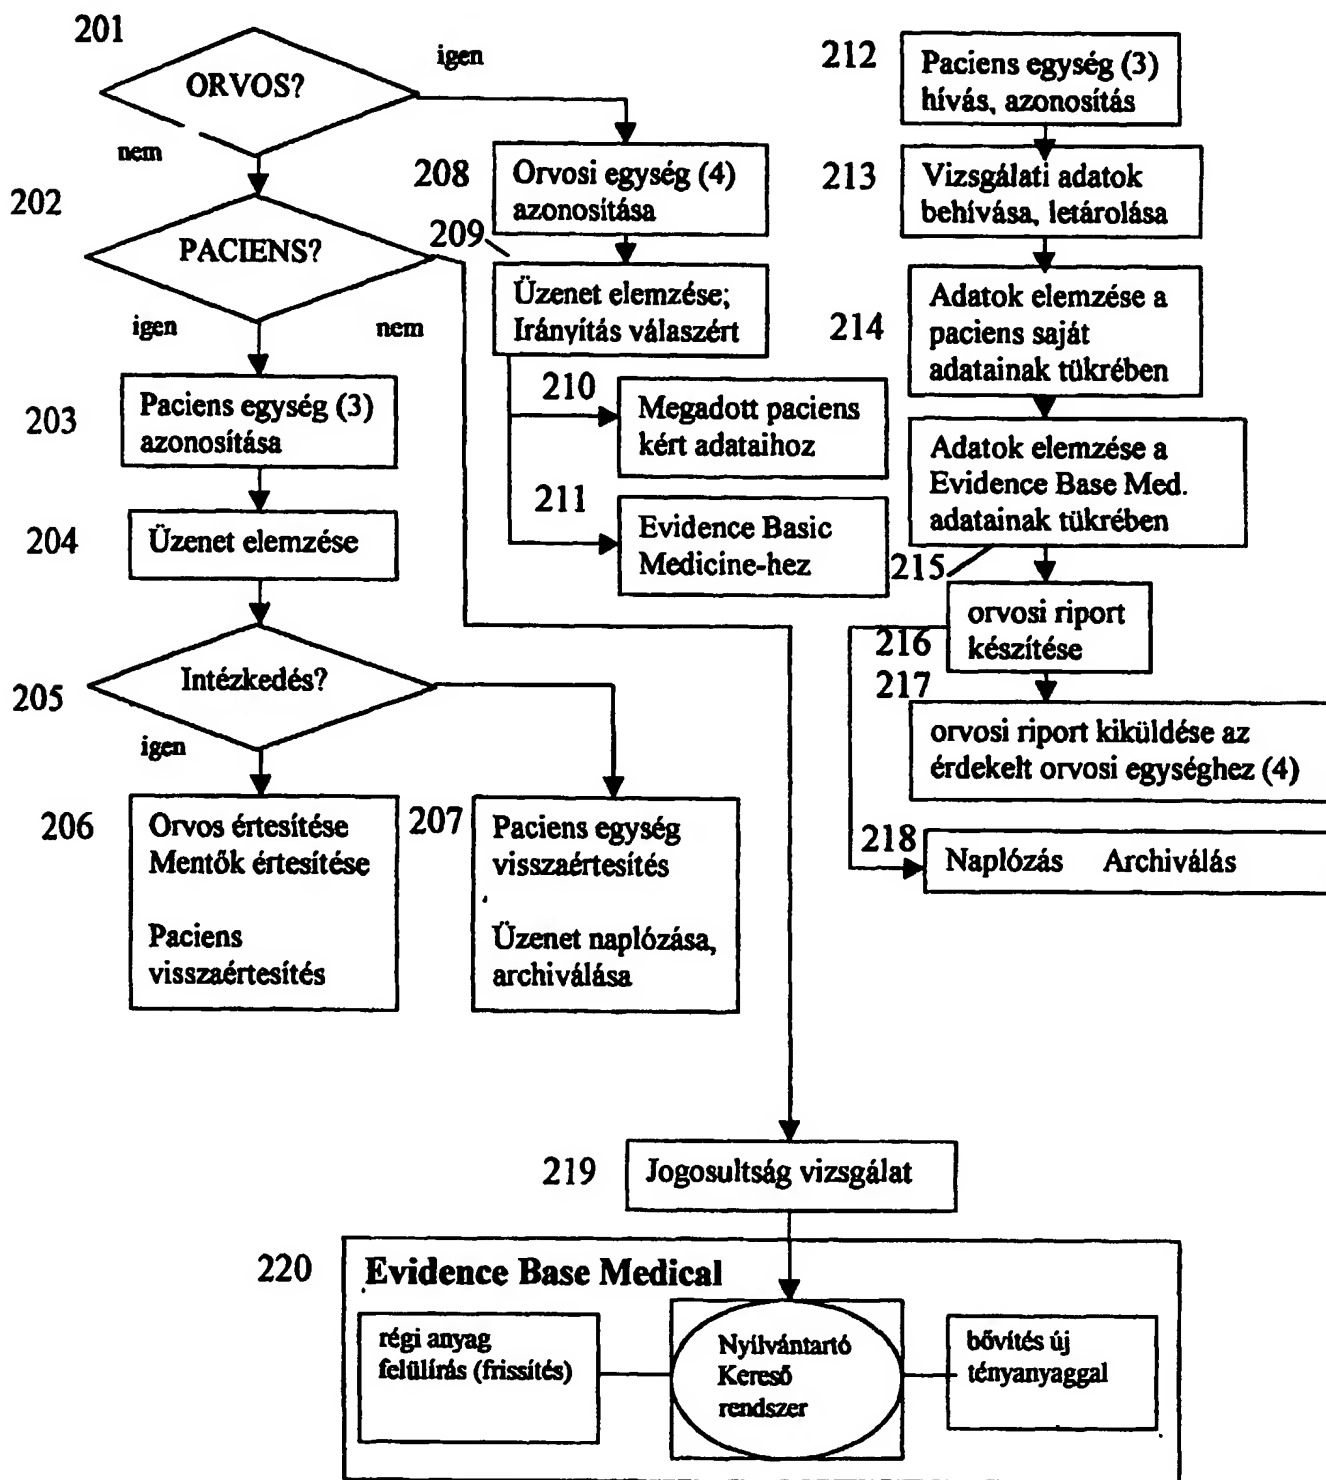 201
ORVOS?
igen
nem
202
PACIENS?
igen
nem
203
Paciens egység (3)
azonosítása
204
Üzenet elemzése
205
Intézkedés?
igen
206
Orvos értesítése
Mentők értesítése
Paciens
visszaértesítés
207
Paciens egység
visszaértesítés
Üzenet naplózása,
archiválása
208
Orvosi egység (4)
azonosítása
209
Üzenet elemzése;
Irányítás válaszért
210
Megadott paciens
kért adataihoz
211
Evidence Basic
Medicine-hez
212
Paciens egység (3)
hívás, azonosítás
213
Vizsgálati adatok
behívása, letárolása
214
Adatok elemzése a
paciens saját
adatainak tükrében
Adatok elemzése a
Evidence Base Med.
adatainak tükrében
215
216
orvosi riport
készítése
217
orvosi riport kiküldése az
érdekelt orvosi egységhez (4)
218
Naplózás Archiválás
219
Jogosultság vizsgálat
220
Evidence Base Medical
régi anyag
felülírás (frissítés)
Nyilvántartó
Kereső
rendszer
bővítés új
tényanyaggal